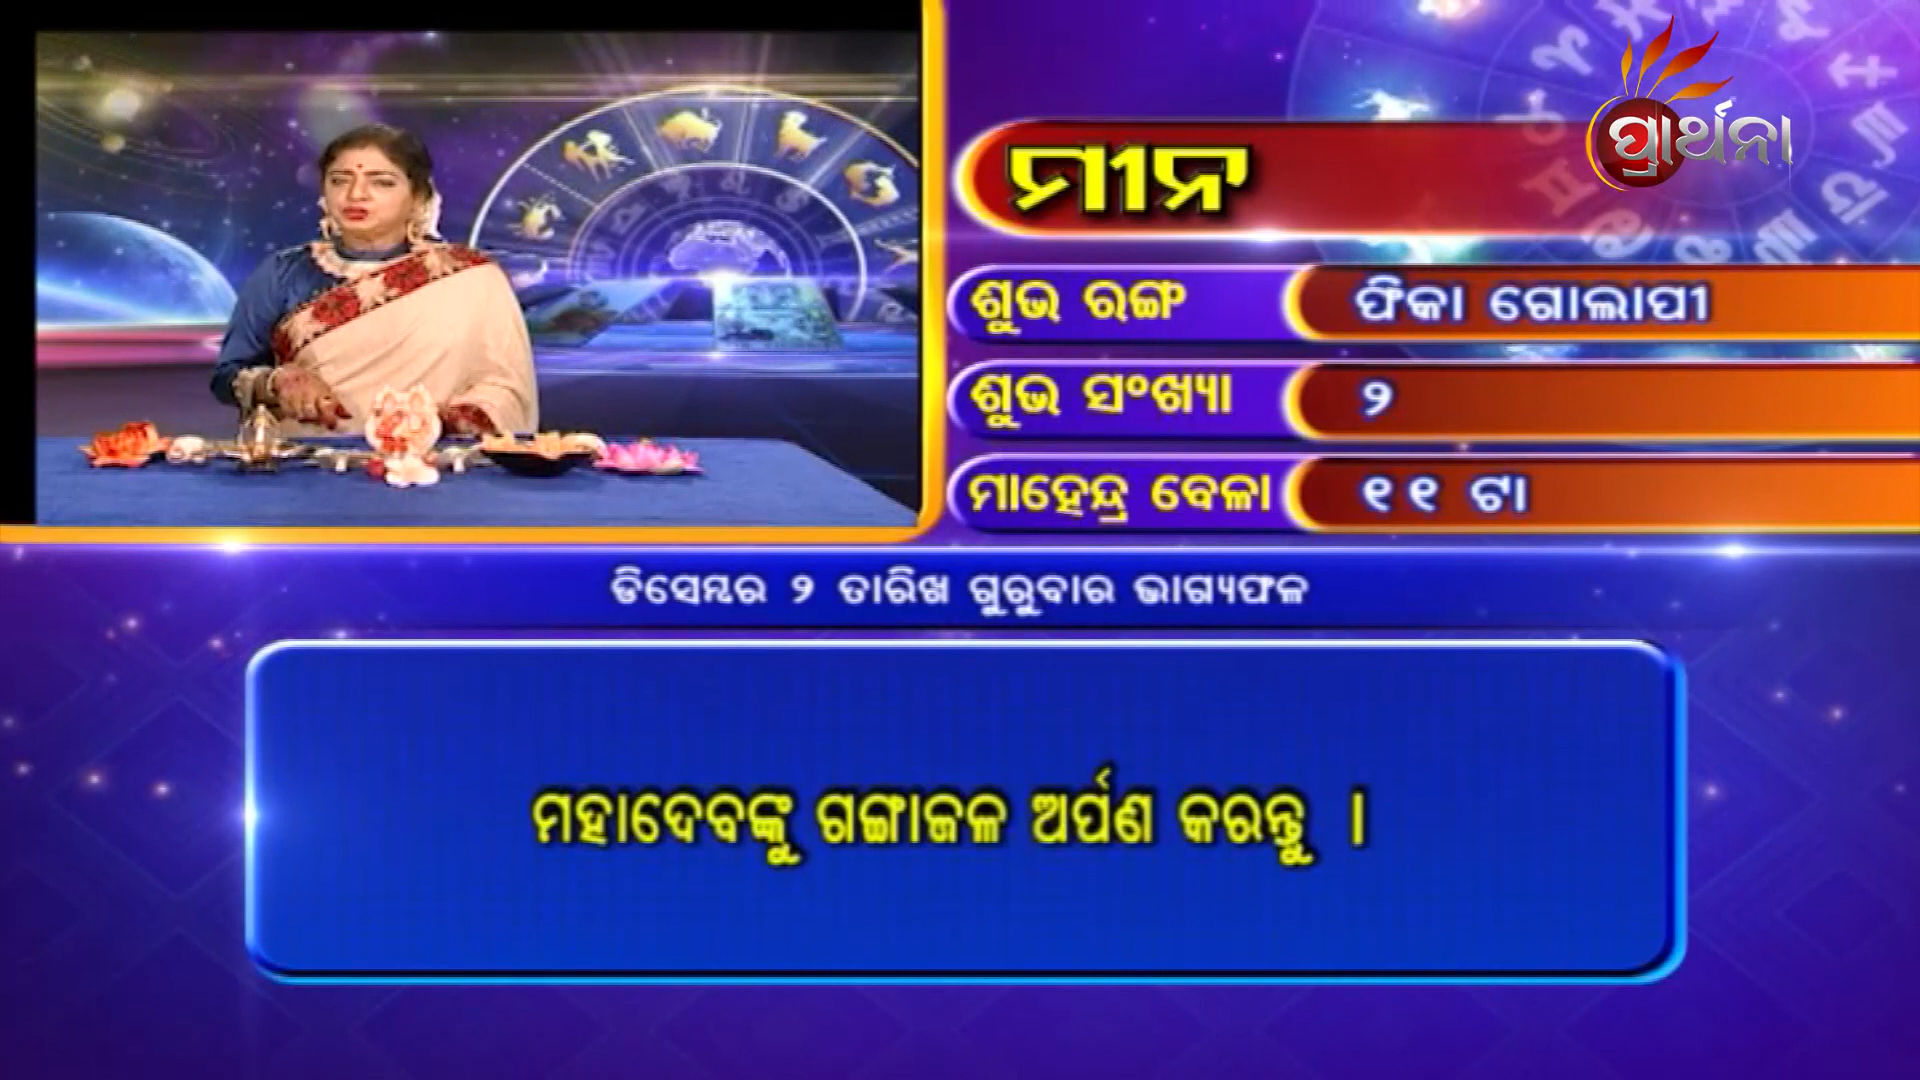 ପ୍ରାର୍ଥନା
ମୀନ
ଶୁଭ ରଙ୍ଗ ଫିକା ଗୋଲାପୀ
ଶୁଭ ସଂଖ୍ୟା ୨
ମାହେନ୍ଦ୍ର ବେଳା ୧୧ ଟା
ଡିସେମ୍ବର ୨ ତାରିଖ ଗୁରୁବାର ଭାଗ୍ୟଫଳ
ମହାଦେବଙ୍କୁ ଗଙ୍ଗାଜଳ ଅର୍ପଣ କରନ୍ତୁ ।